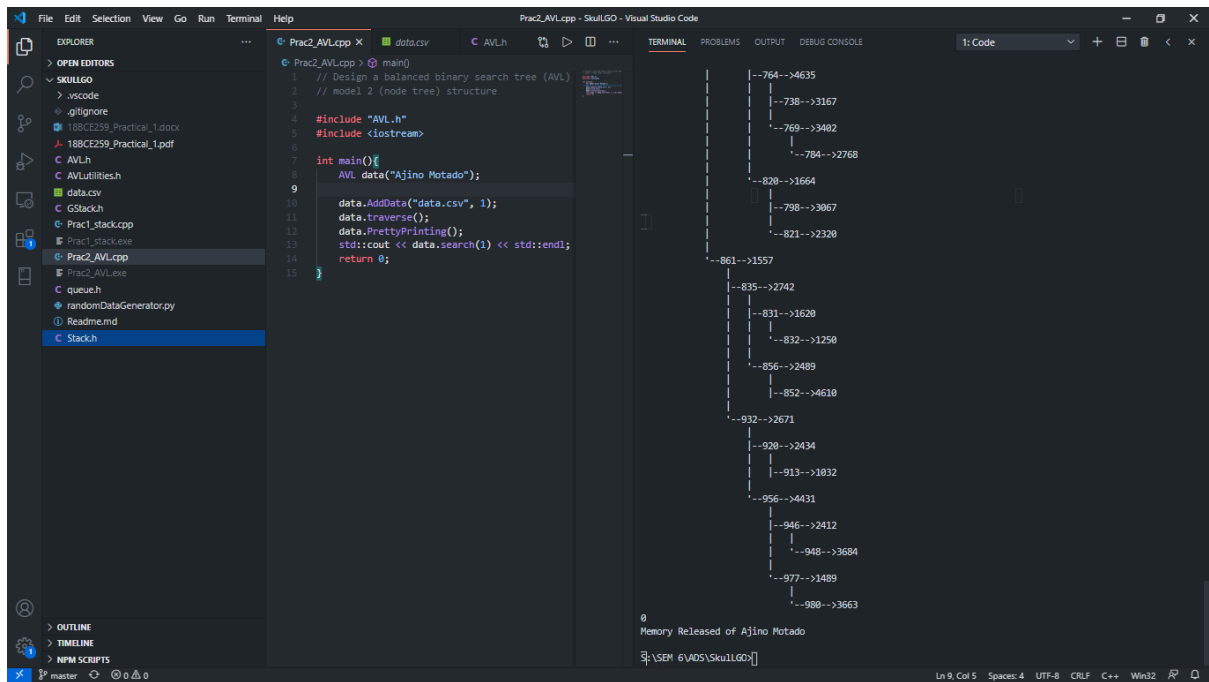 File Edit Selection View Go Run Terminal Help
Prac2_AVL.cpp - SkulLGO - Visual Studio Code
EXPLORER
OPEN EDITORS
SKULLGO
.vscode
.gitignore
18BCE259_Practical_1.docx
18BCE259_Practical_1.pdf
AVL.h
AVLutilities.h
data.csv
GStack.h
Prac1_stack.cpp
Prac1_stack.exe
Prac2_AVL.cpp
Prac2_AVL.exe
queue.h
randomDataGenerator.py
Readme.md
Stack.h
OUTLINE
TIMELINE
NPM SCRIPTS
Prac2_AVL.cpp data.csv AVL.h
Prac2_AVL.cpp > main()
1 // Design a balanced binary search tree (AVL)
2 // model 2 (node tree) structure
3
4 #include "AVL.h"
5 #include <iostream>
6
7 int main(){
8 AVL data("Ajino Motado");
9
10 data.AddData("data.csv", 1);
11 data.traverse();
12 data.PrettyPrinting();
13 std::cout << data.search(1) << std::endl;
14 return 0;
15 }
TERMINAL PROBLEMS OUTPUT DEBUG CONSOLE 1: Code
|--764-->4635
|--738-->3167
'--769-->3402
'--784-->2768
'--820-->1664
|--798-->3067
'--821-->2320
'--861-->1557
|--835-->2742
|--831-->1620
'--832-->1250
'--856-->2489
|--852-->4610
'--932-->2671
|--920-->2434
|--913-->1032
'--956-->4431
|--946-->2412
'--948-->3684
'--977-->1489
'--980-->3663
0
Memory Released of Ajino Motado
S:\SEM 6\ADS\SkulLGO>
master 0 0 Ln 9, Col 5 Spaces: 4 UTF-8 CRLF C++ Win32